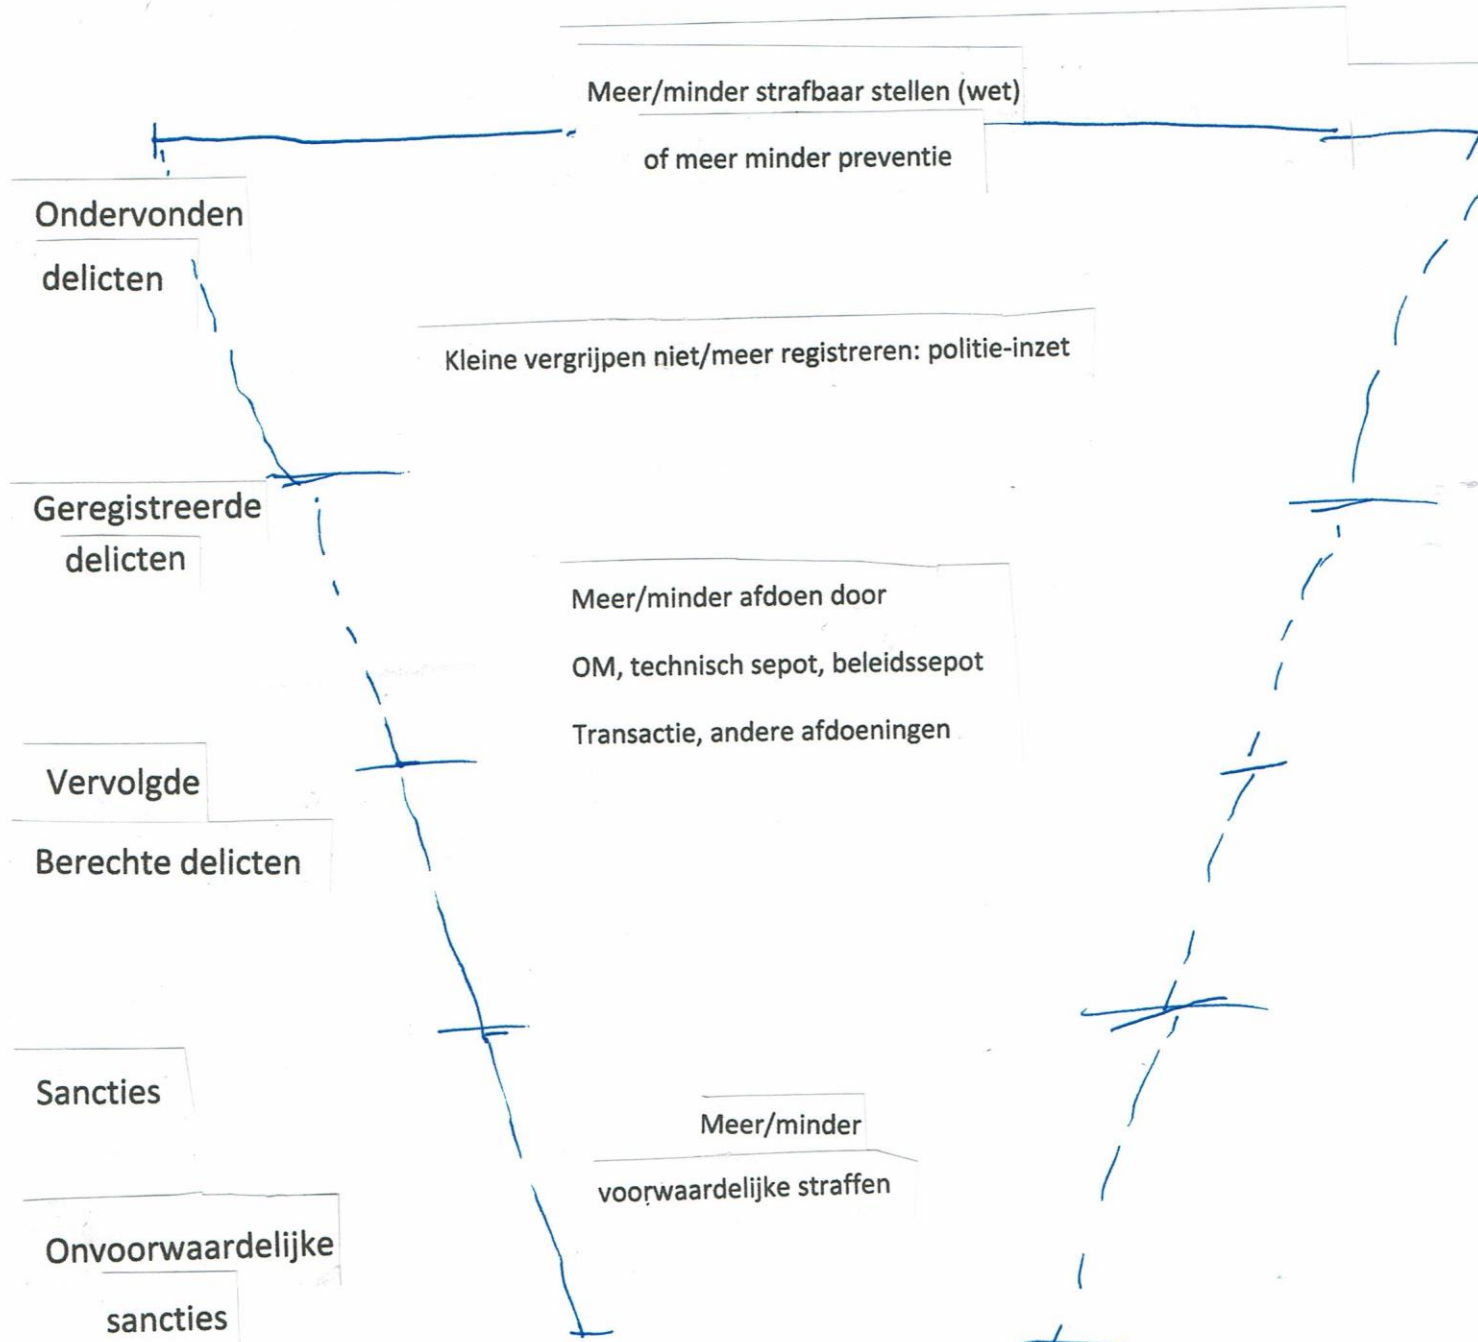 Meer/minder strafbaar stellen (wet)
of meer minder preventie
Ondervonden
delicten
Kleine vergrijpen niet/meer registreren: politie-inzet
Geregistreerde
delicten
Meer/minder afdoen door
OM, technisch sepot, beleidssepot
Transactie, andere afdoeningen
Vervolgde
Berechte delicten
Sancties
Meer/minder
voorwaardelijke straffen
Onvoorwaardelijke
sancties